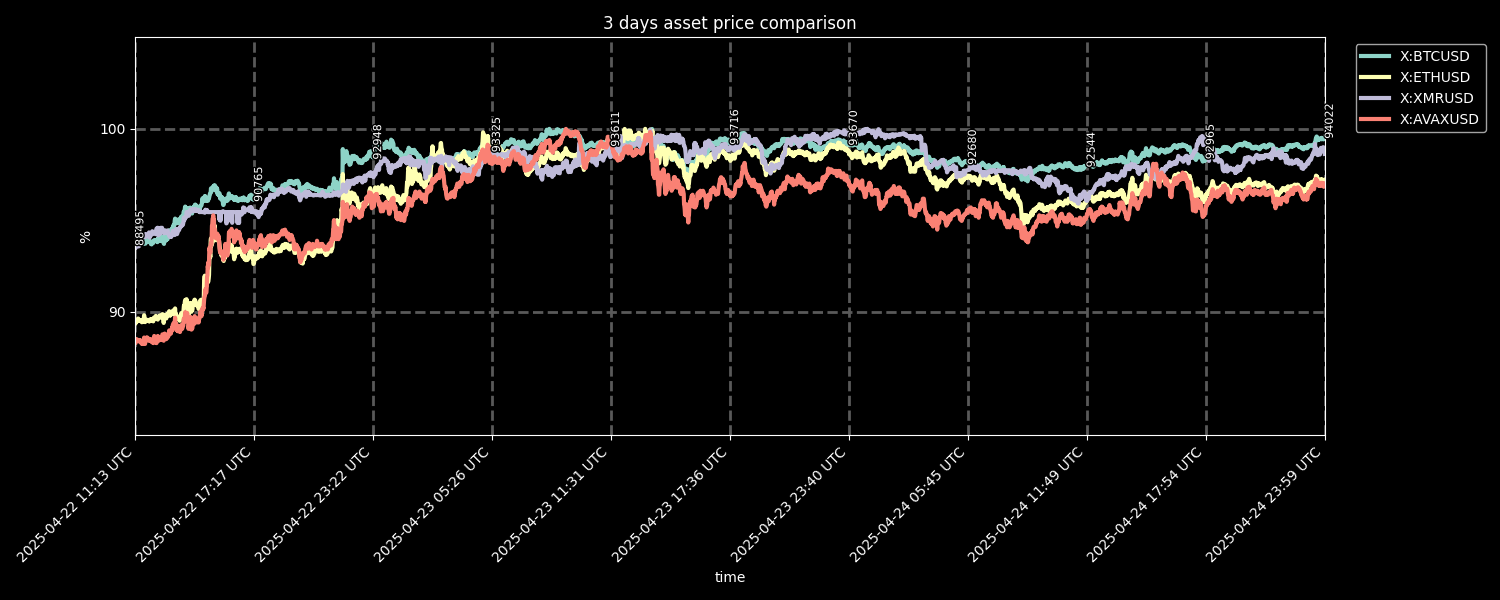 3 days asset price comparison
X:BTCUSD
X:ETHUSD
X:XMRUSD
X:AVAXUSD
%
100
90
88495
90765
92948
93325
93611
93716
93670
92680
92544
92965
94022
2025-04-22 11:13 UTC
2025-04-22 17:17 UTC
2025-04-22 23:22 UTC
2025-04-23 05:26 UTC
2025-04-23 11:31 UTC
2025-04-23 17:36 UTC
2025-04-23 23:40 UTC
2025-04-24 05:45 UTC
2025-04-24 11:49 UTC
2025-04-24 17:54 UTC
2025-04-24 23:59 UTC
time